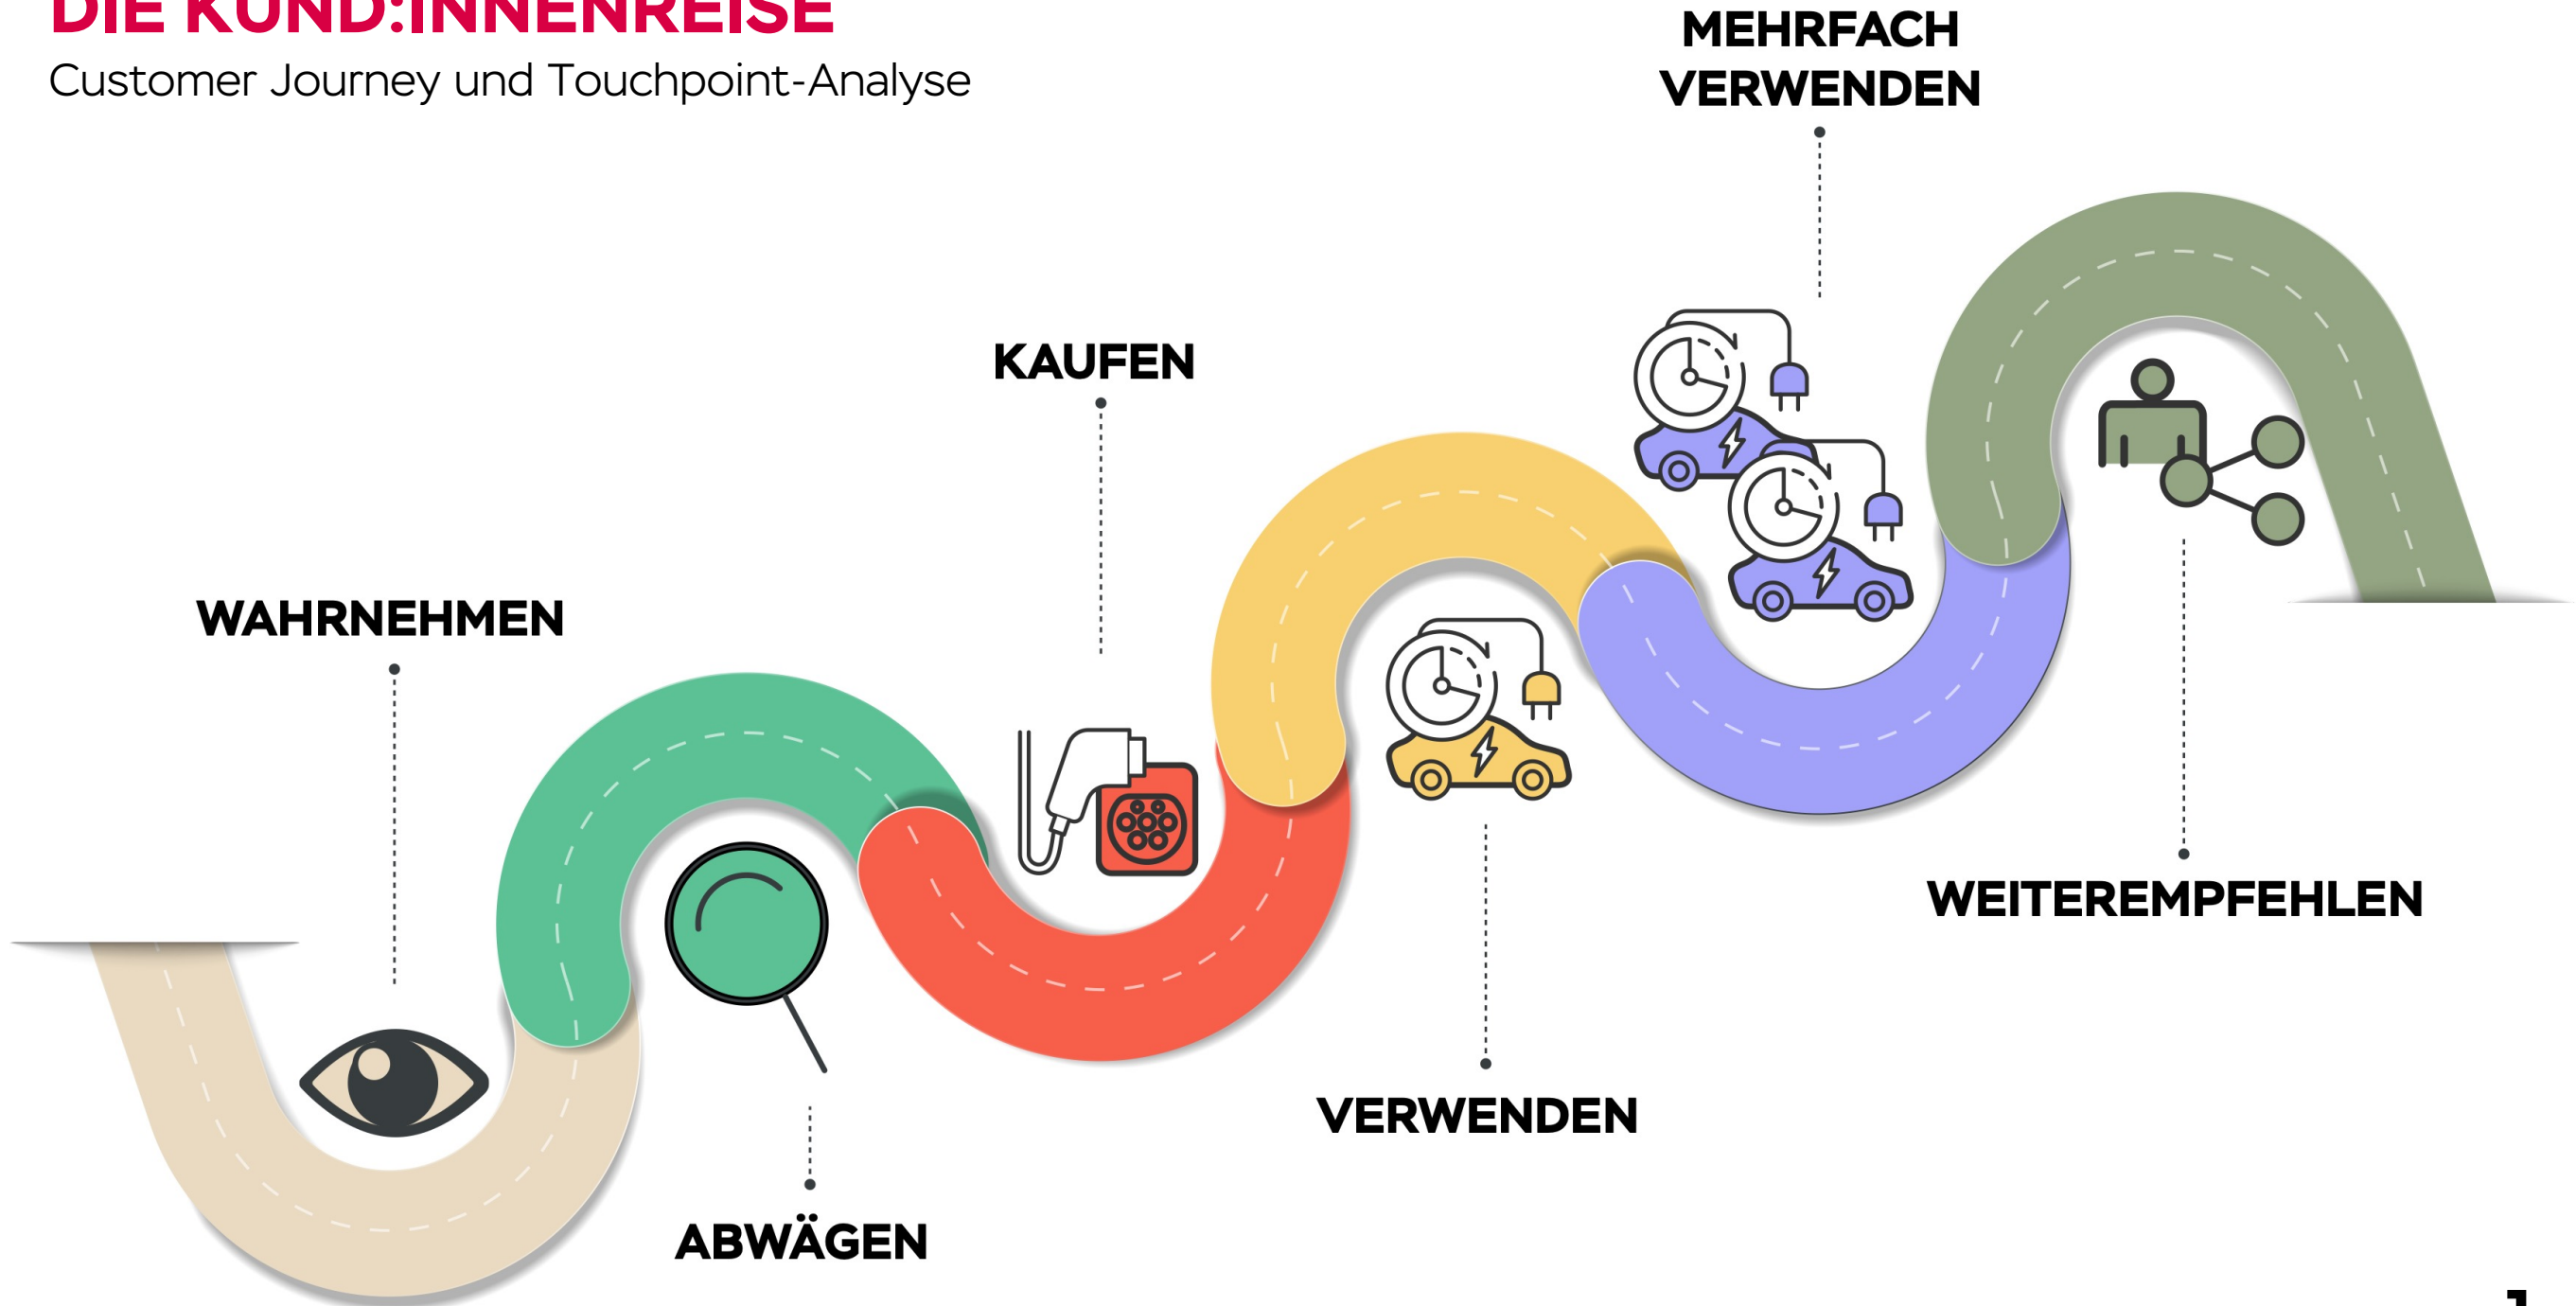 DIE KUND:INNENREISE
Customer Journey und Touchpoint-Analyse
MEHRFACH
VERWENDEN
KAUFEN
WAHRNEHMEN
WEITEREMPFEHLEN
VERWENDEN
ABWÄGEN